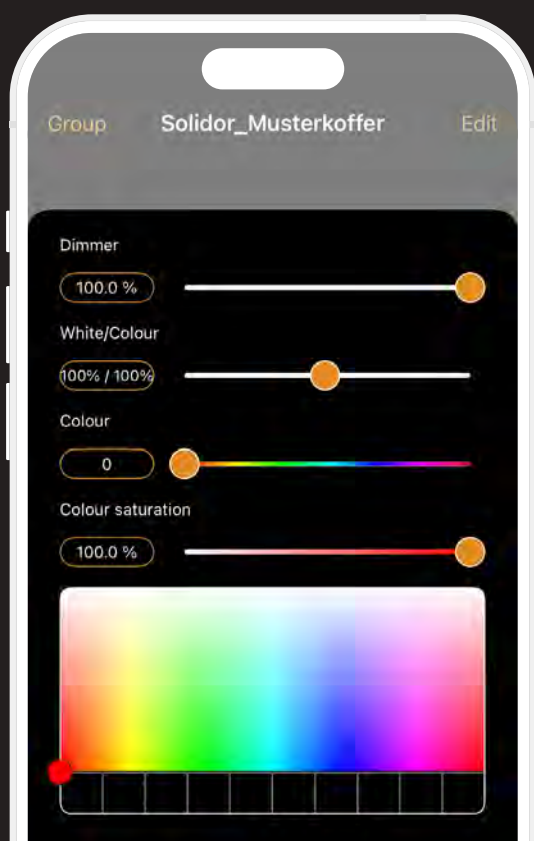 Group Solidor_Musterkoffer Edit
Dimmer
100.0 %
White/Colour
100% / 100%
Colour
0
Colour saturation
100.0 %